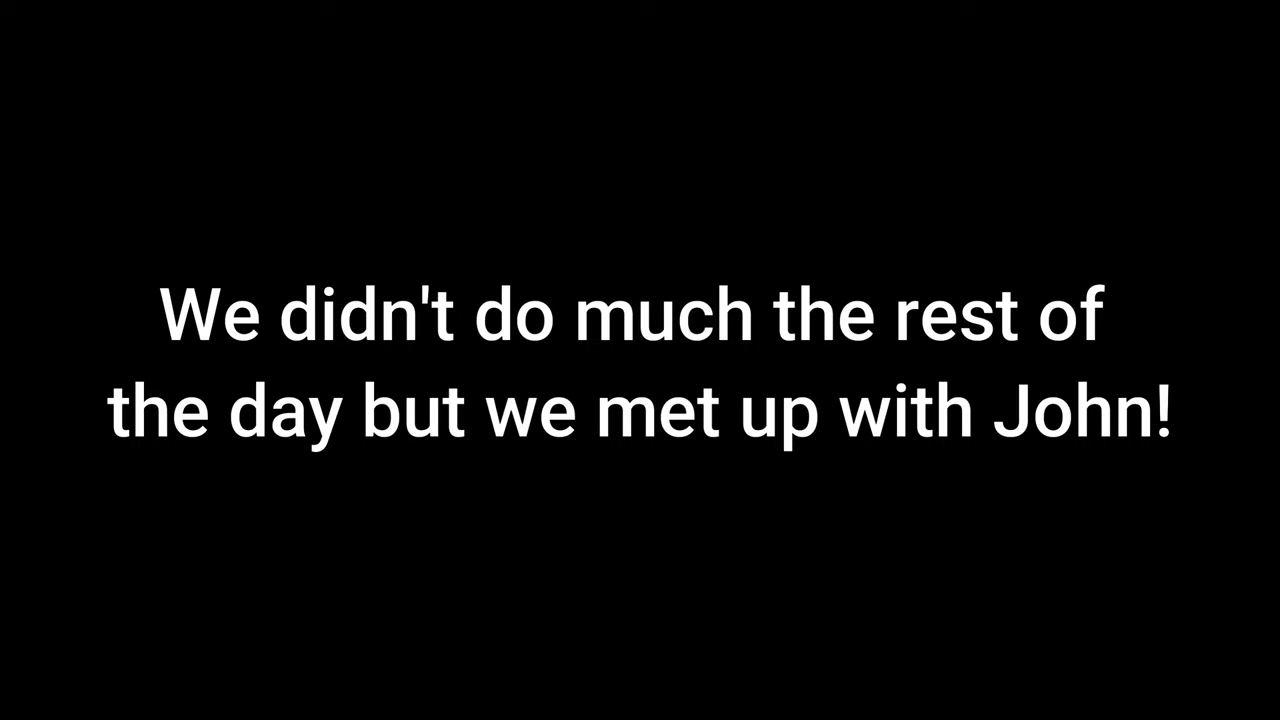 We didn't do much the rest of
the day but we met up with John!